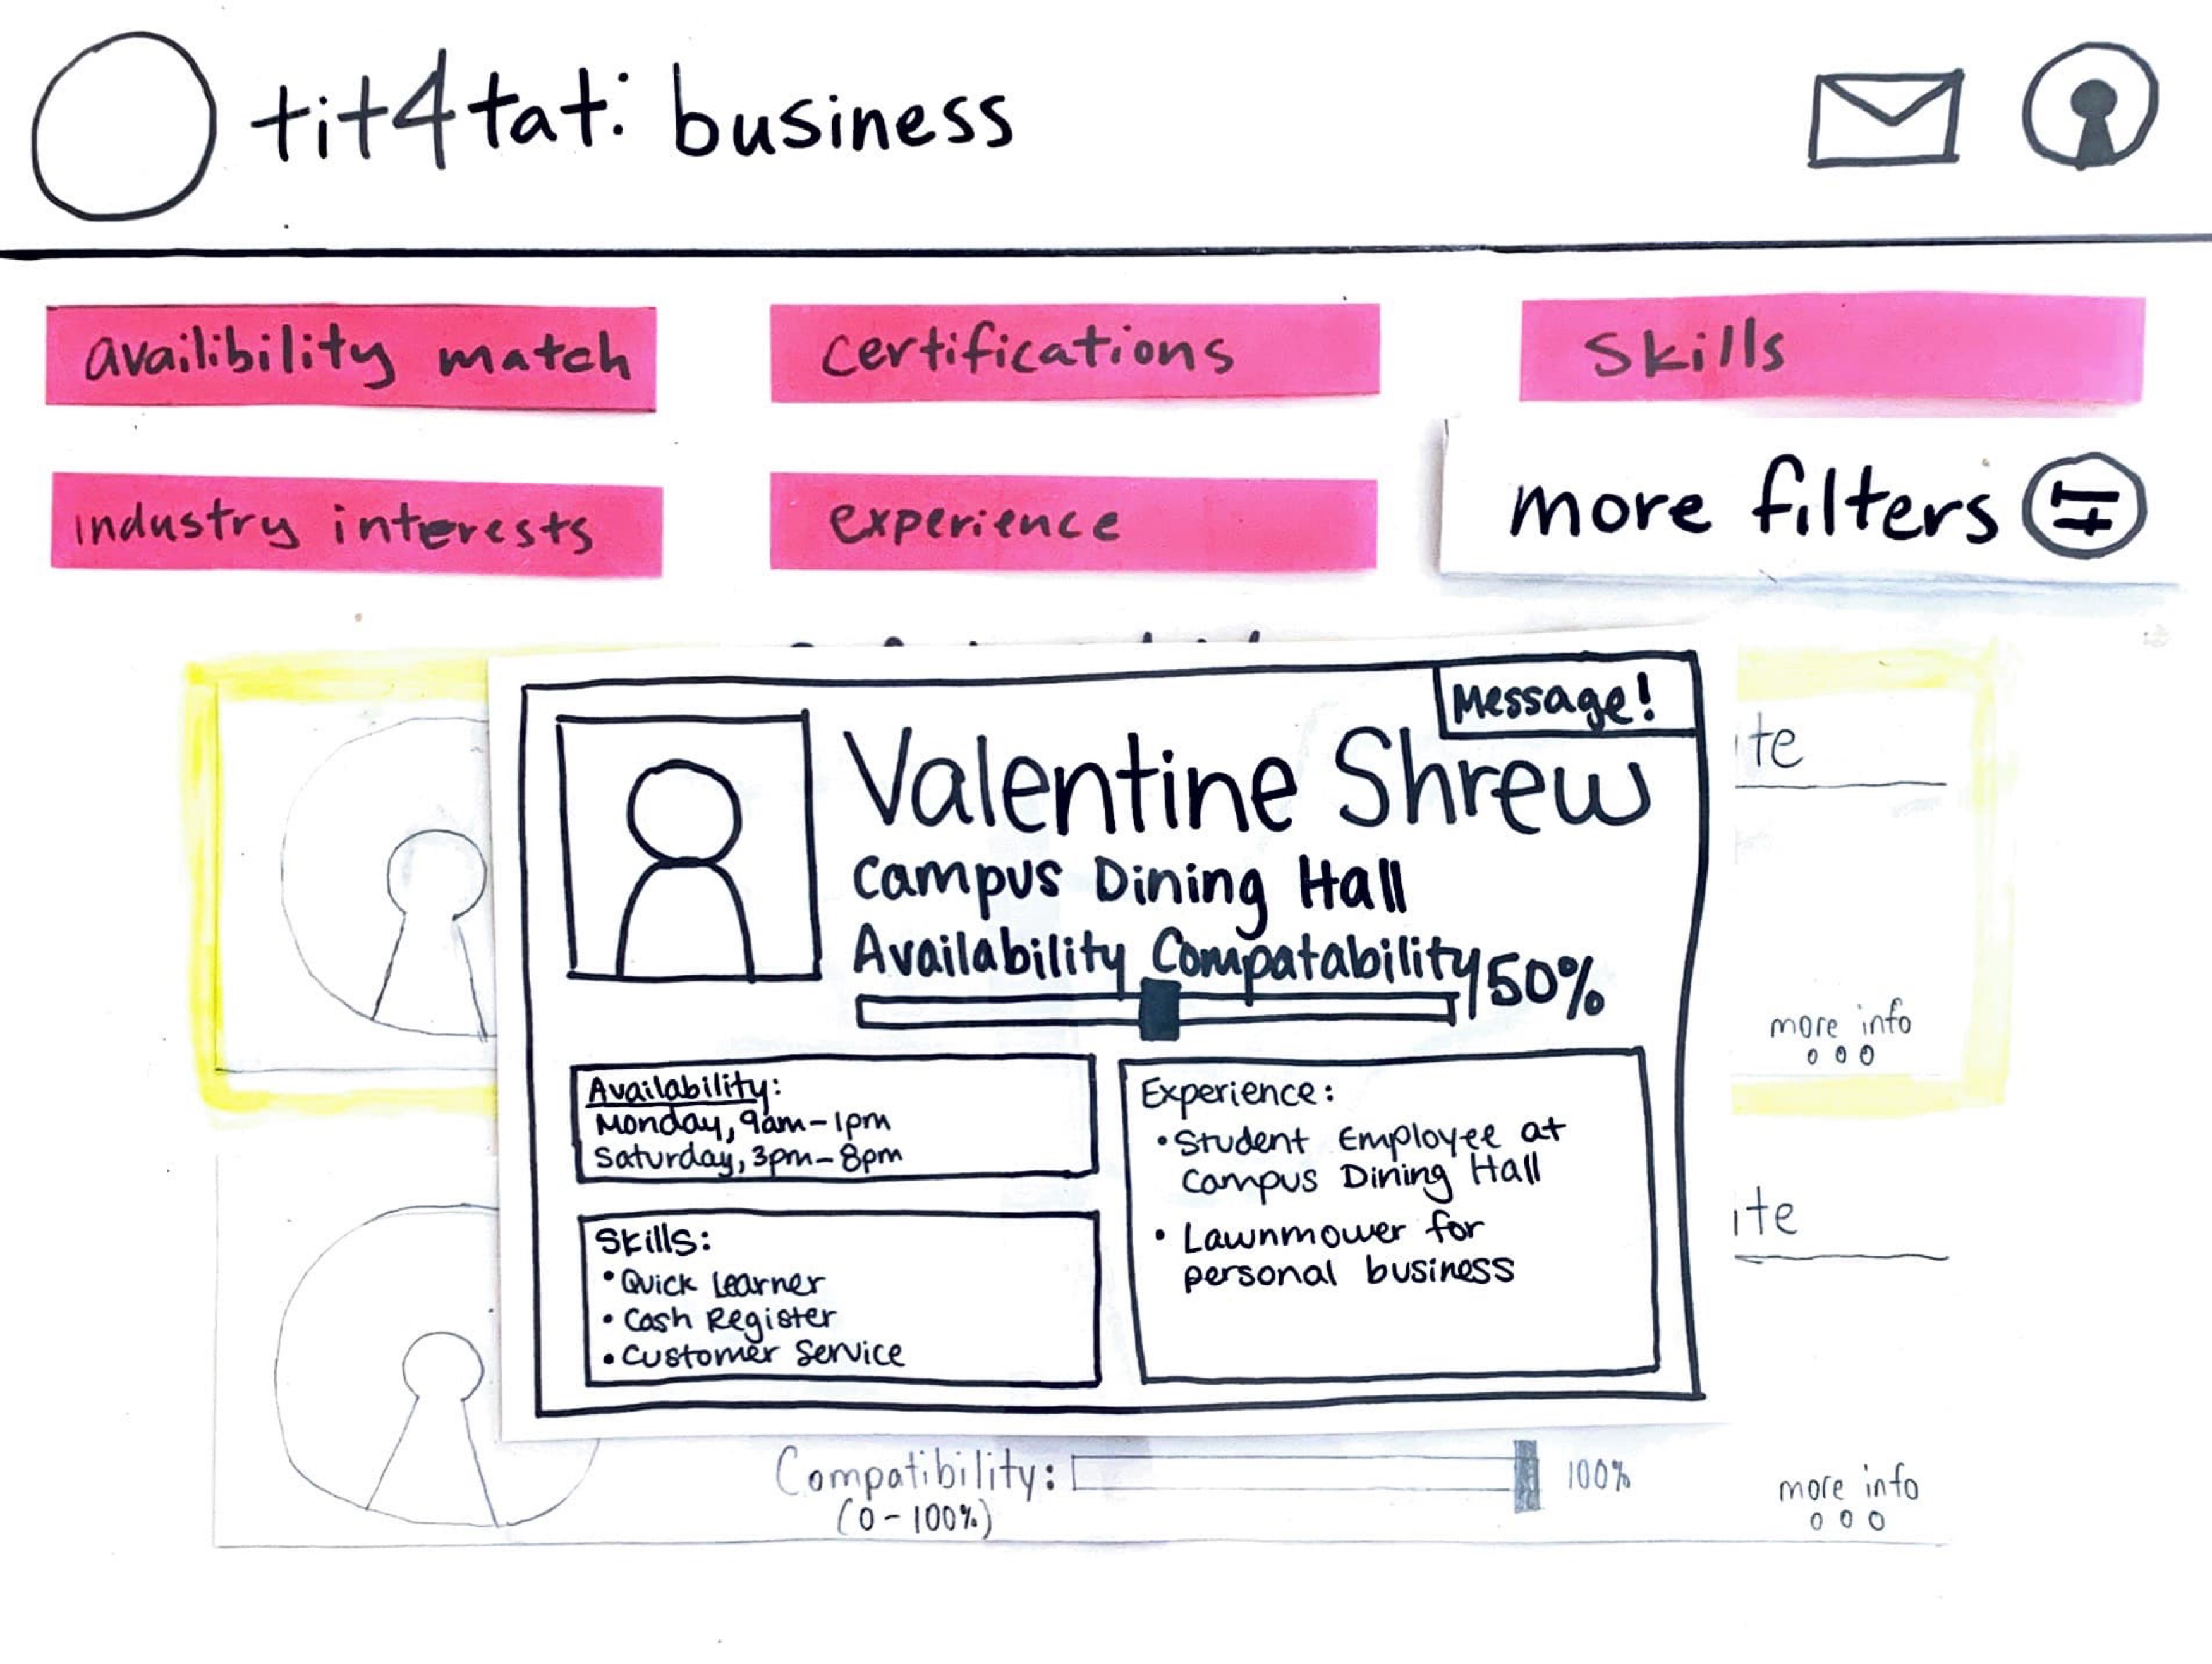 tit4tat: business
availibility match
certifications
skills
industry interests
experience
more filters
Message!
Valentine Shrew
Campus Dining Hall
Availability Compatability 50%
Availability:
Monday, 9am-1pm
Saturday, 3pm-8pm
Skills:
• Quick Learner
• Cash Register
• Customer Service
Experience:
• Student Employee at
Campus Dining Hall
• Lawnmower for
personal business
more info
Compatibility: 100%
(0-100%)
more info